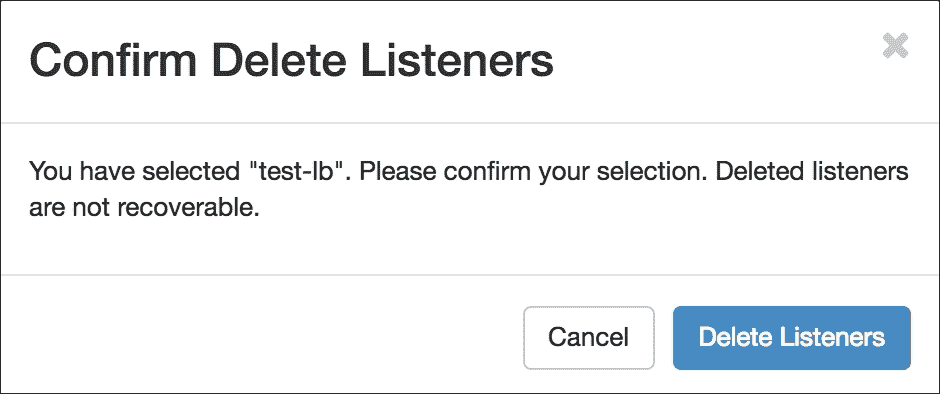 Confirm Delete Listeners
You have selected "test-lb". Please confirm your selection. Deleted listeners
are not recoverable.
Cancel
Delete Listeners